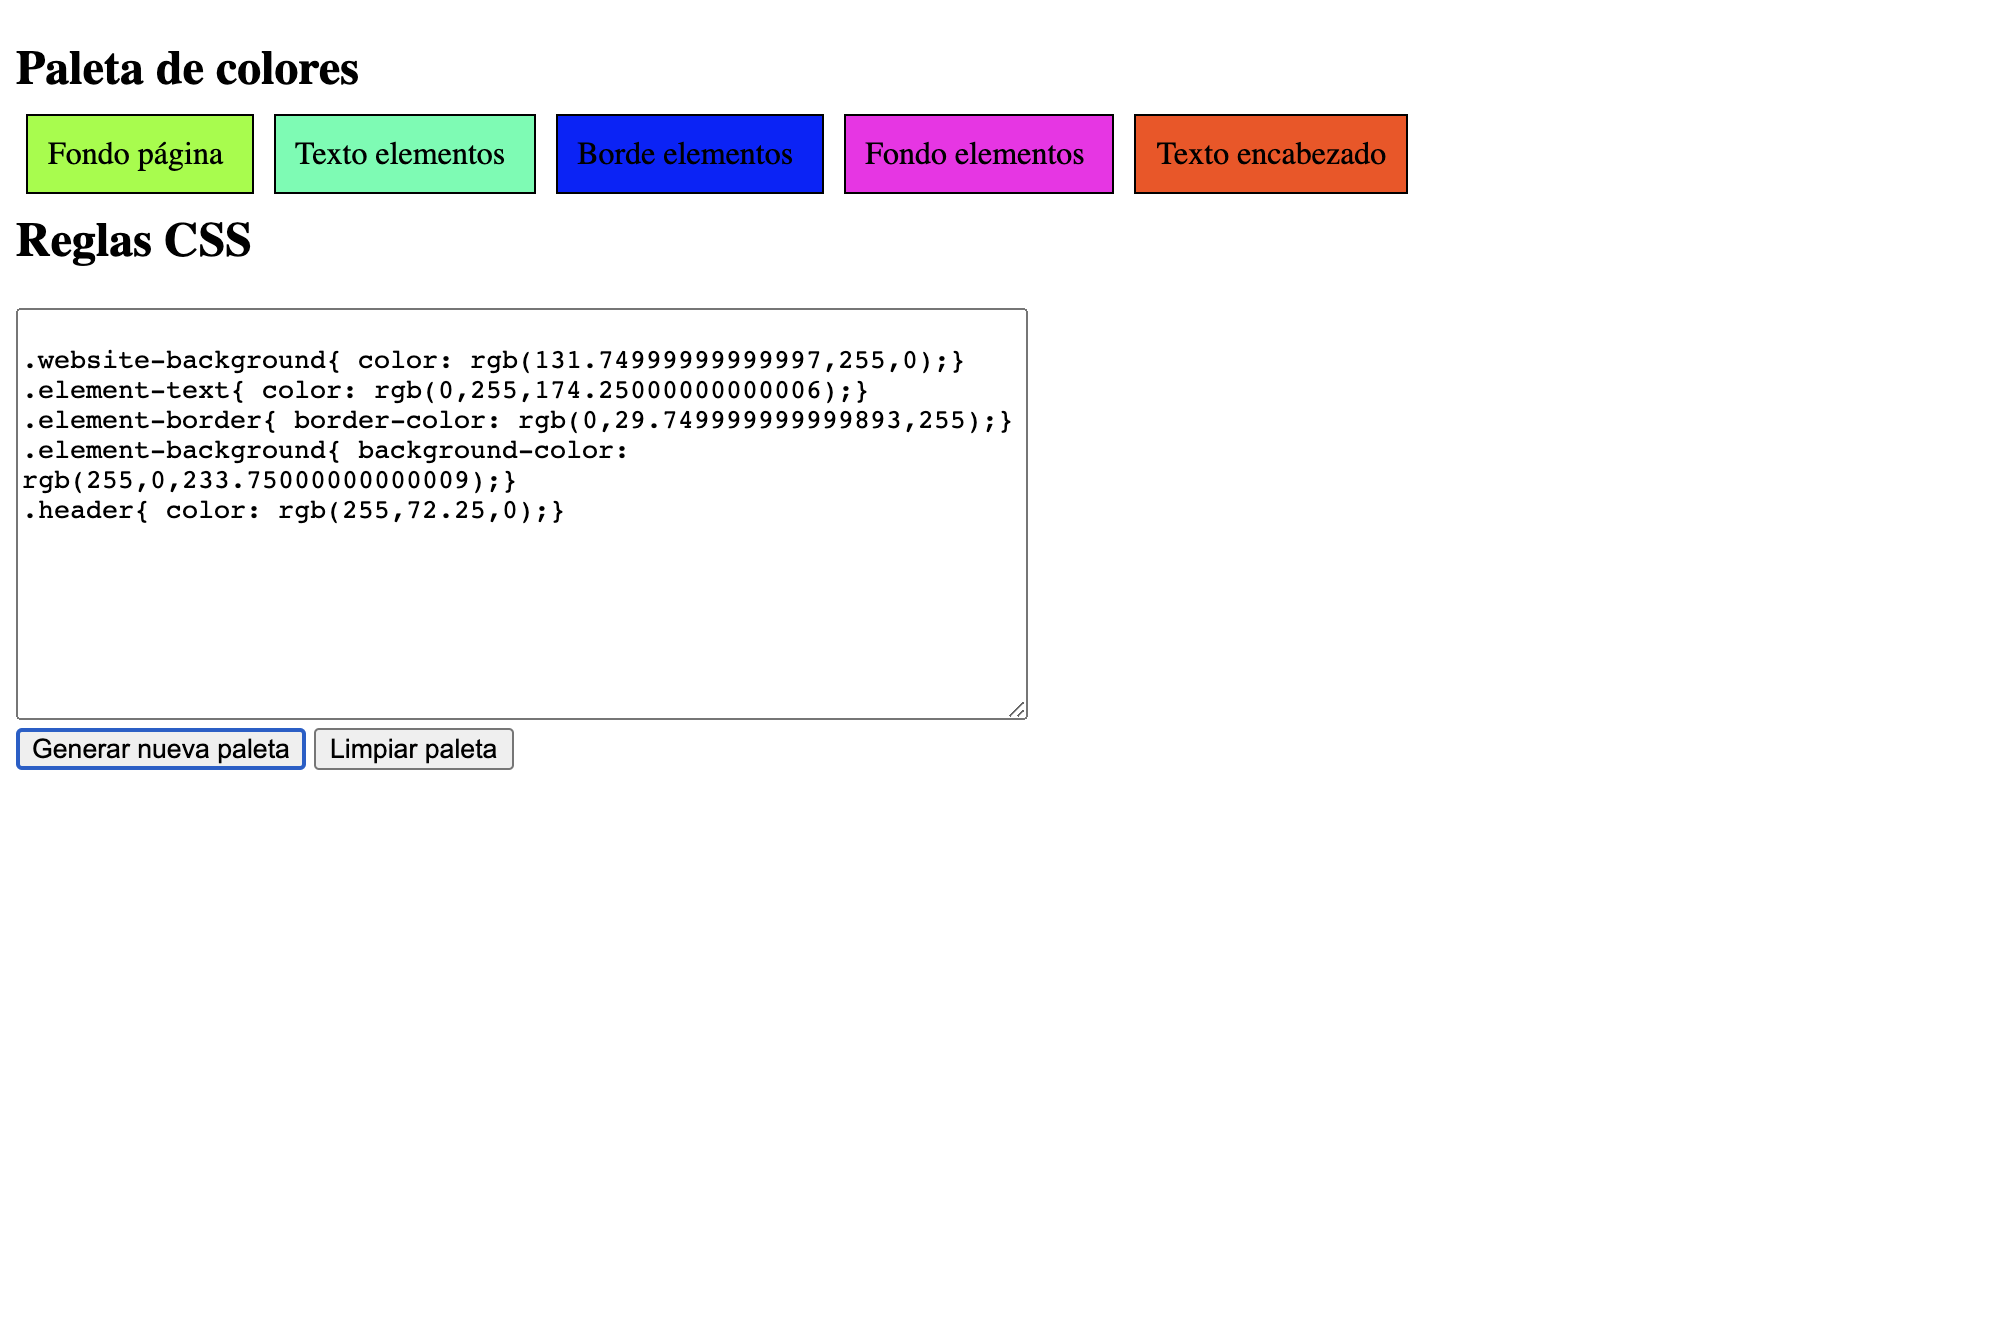 Paleta de colores
Fondo página Texto elementos Borde elementos Fondo elementos Texto encabezado
Reglas CSS
.website-background{ color: rgb(131.74999999999997,255,0);}
.element-text{ color: rgb(0,255,174.25000000000006);}
.element-border{ border-color: rgb(0,29.749999999999893,255);}
.element-background{ background-color:
rgb(255,0,233.75000000000009);}
.header{ color: rgb(255,72.25,0);}
Generar nueva paleta Limpiar paleta